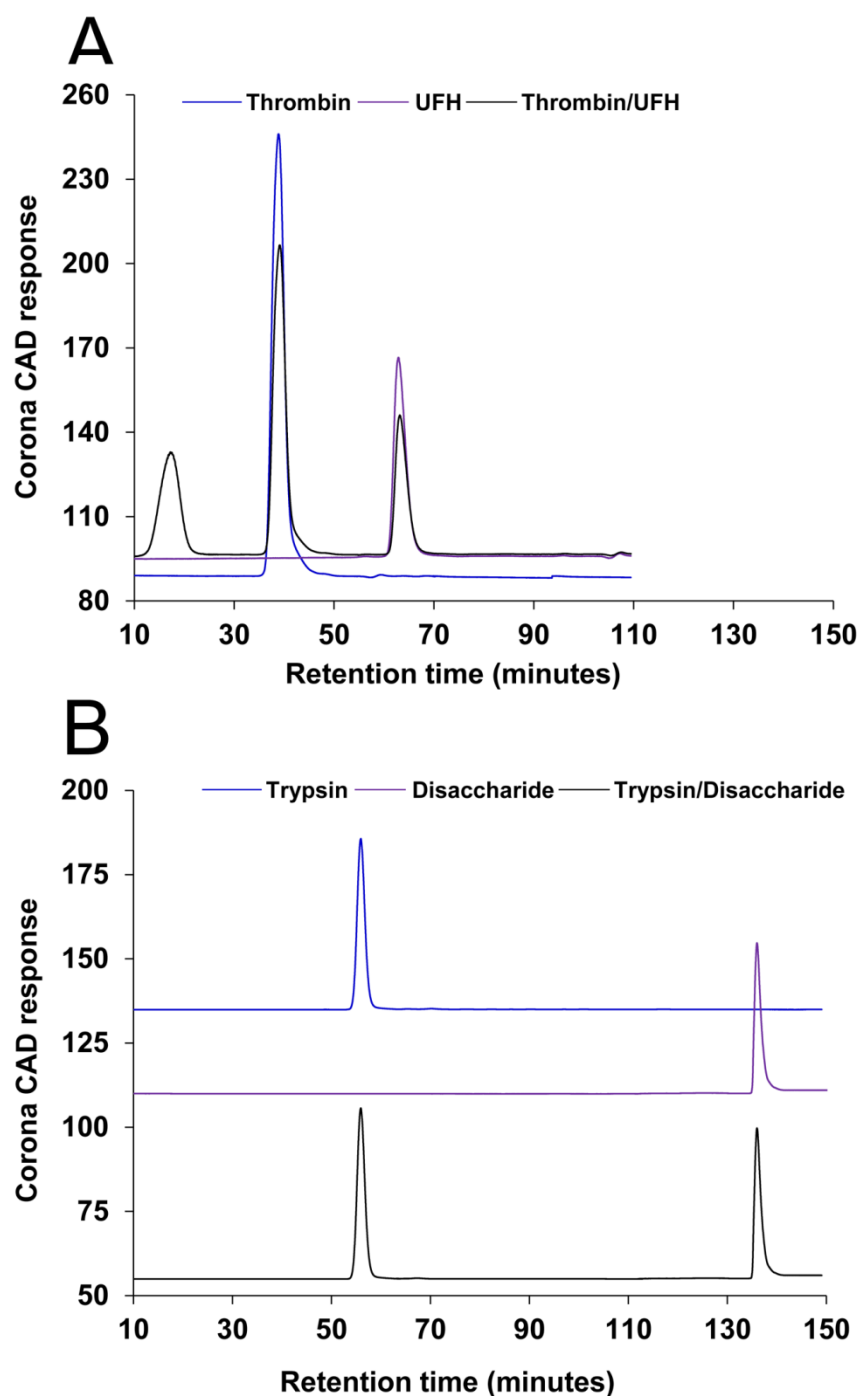 A
Thrombin UFH Thrombin/UFH
260
230
200
170
140
110
80
Corona CAD response
10 30 50 70 90 110 130 150
Retention time (minutes)
B
Trypsin Disaccharide Trypsin/Disaccharide
200
175
150
125
100
75
50
Corona CAD response
10 30 50 70 90 110 130 150
Retention time (minutes)